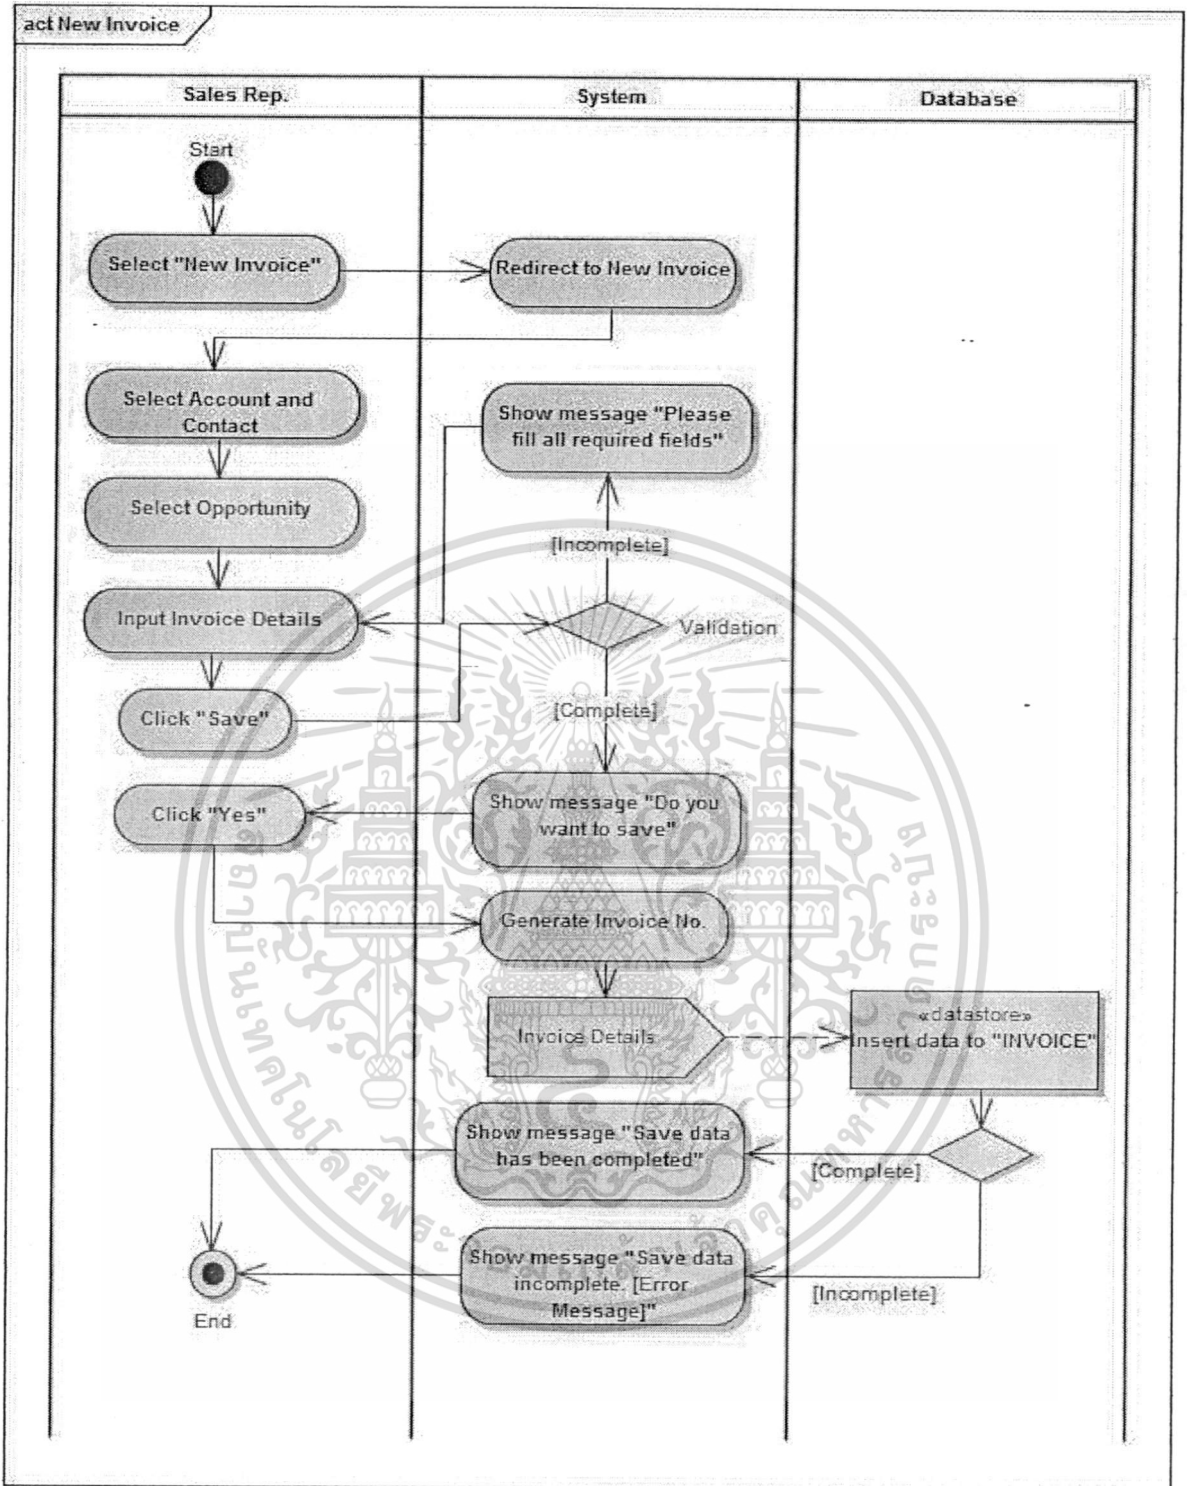 act New Invoice
Sales Rep.
System
Database
Start
Select "New Invoice"
Redirect to New Invoice
Select Account and
Contact
Show message "Please
fill all required fields"
Select Opportunity
[Incomplete]
Input Invoice Details
Validation
Click "Save"
[Complete]
Click "Yes"
Show message "Do you
want to save"
Generate Invoice No.
Invoice Details
«datastore»
Insert data to "INVOICE"
Show message "Save data
has been completed"
[Complete]
Show message "Save data
incomplete. [Error
Message]"
[Incomplete]
End